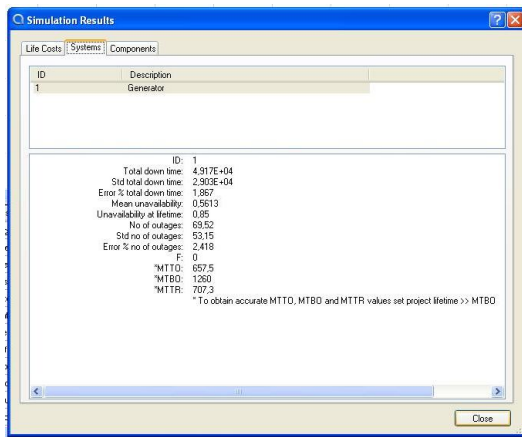 Simulation Results
Life Costs Systems Components
ID Description
1 Generator
ID: 1
Total down time: 4,917E+04
Std total down time: 2,903E+04
Error % total down time: 1,867
Mean unavailability: 0,5613
Unavailability at lifetime: 0,85
No of outages: 69,52
Std no of outages: 53,15
Error % no of outages: 2,418
F: 0
*MTTO: 657,5
*MTBO: 1260
*MTTR: 707,3
* To obtain accurate MTTO, MTBO and MTTR values set project lifetime >> MTBO
Close